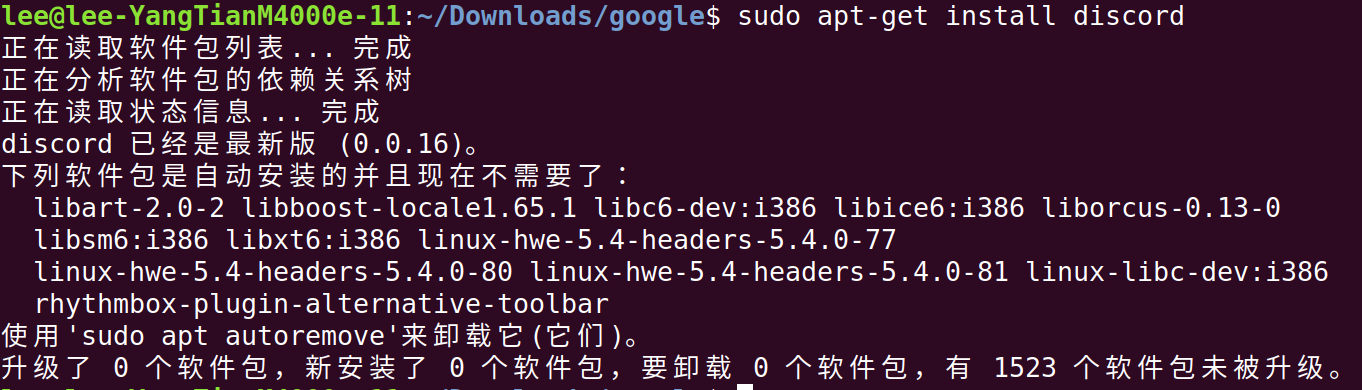 lee@lee-YangTianM4000e-11:~/Downloads/google$ sudo apt-get install discord
正在读取软件包列表... 完成
正在分析软件包的依赖关系树
正在读取状态信息... 完成
discord 已经是最新版 (0.0.16)。
下列软件包是自动安装的并且现在不需要了：
  libart-2.0-2 libboost-locale1.65.1 libc6-dev:i386 libice6:i386 liborcus-0.13-0
  libsm6:i386 libxt6:i386 linux-hwe-5.4-headers-5.4.0-77
  linux-hwe-5.4-headers-5.4.0-80 linux-hwe-5.4-headers-5.4.0-81 linux-libc-dev:i386
  rhythmbox-plugin-alternative-toolbar
使用'sudo apt autoremove'来卸载它(它们)。
升级了 0 个软件包，新安装了 0 个软件包，要卸载 0 个软件包，有 1523 个软件包未被升级。